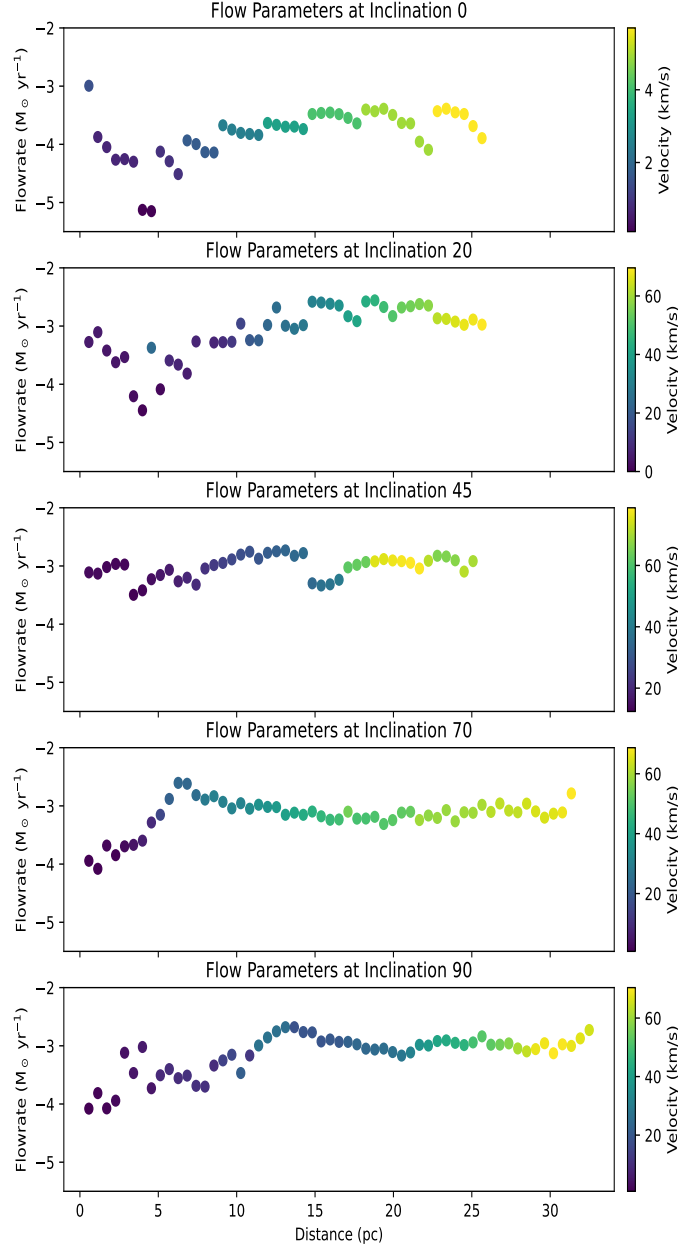 Flow Parameters at Inclination 0
Flowrate (M⊙ yr⁻¹)
−2
−3
−4
−5
4
2
Velocity (km/s)
Flow Parameters at Inclination 20
Flowrate (M⊙ yr⁻¹)
−2
−3
−4
−5
60
40
20
0
Velocity (km/s)
Flow Parameters at Inclination 45
Flowrate (M⊙ yr⁻¹)
−2
−3
−4
−5
60
40
20
Velocity (km/s)
Flow Parameters at Inclination 70
Flowrate (M⊙ yr⁻¹)
−2
−3
−4
−5
60
40
20
Velocity (km/s)
Flow Parameters at Inclination 90
Flowrate (M⊙ yr⁻¹)
−2
−3
−4
−5
60
40
20
Velocity (km/s)
0 5 10 15 20 25 30
Distance (pc)